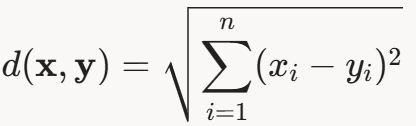 d(𝐱, 𝐲) = √(∑_{i=1}^{n} (x_i − y_i)²)